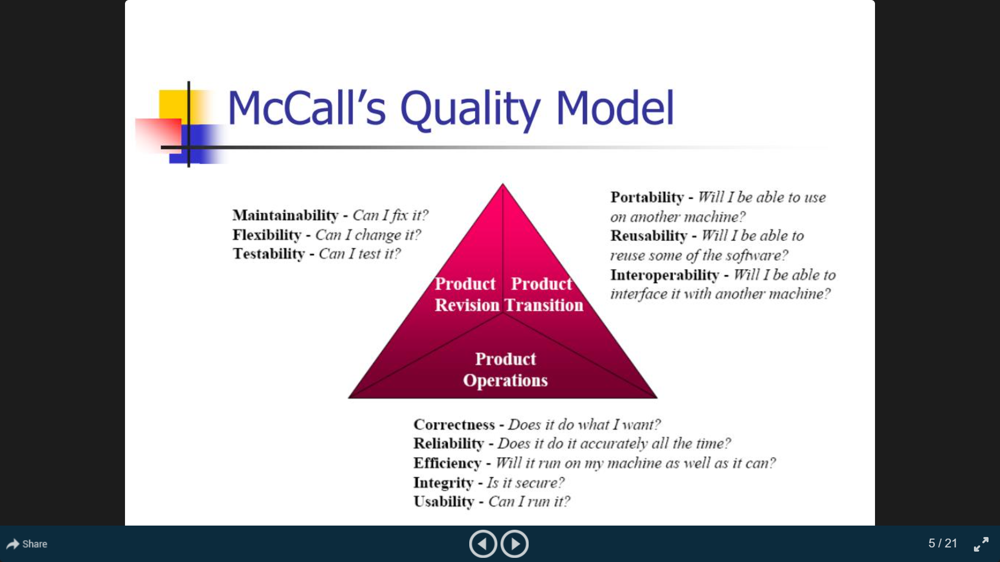 McCall’s Quality Model
Maintainability - Can I fix it?
Flexibility - Can I change it?
Testability - Can I test it?
Portability - Will I be able to use
on another machine?
Reusability - Will I be able to
reuse some of the software?
Interoperability - Will I be able to
interface it with another machine?
Product
Revision
Product
Transition
Product
Operations
Correctness - Does it do what I want?
Reliability - Does it do it accurately all the time?
Efficiency - Will it run on my machine as well as it can?
Integrity - Is it secure?
Usability - Can I run it?
Share
5 / 21